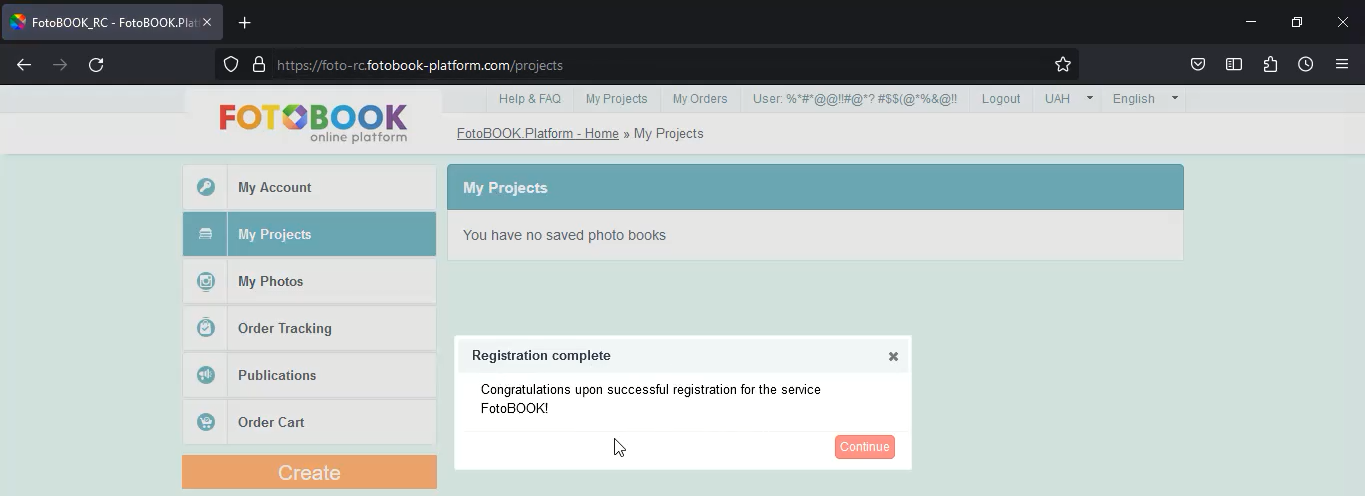 FotoBOOK_RC - FotoBOOK.Plat
https://foto-rc.fotobook-platform.com/projects
FOTOBOOK
online platform
Help & FAQ
My Projects
My Orders
User: %*#*@@!!#@*? #$$(@*%&@!!
Logout
UAH
English
FotoBOOK.Platform - Home » My Projects
My Account
My Projects
My Photos
Order Tracking
Publications
Order Cart
Create
My Projects
You have no saved photo books
Registration complete
Congratulations upon successful registration for the service
FotoBOOK!
Continue